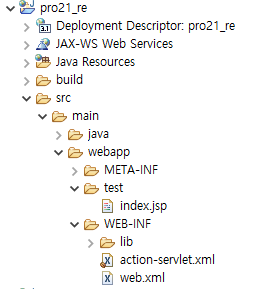 pro21_re
Deployment Descriptor: pro21_re
JAX-WS Web Services
Java Resources
build
src
main
java
webapp
META-INF
test
index.jsp
WEB-INF
lib
action-servlet.xml
web.xml